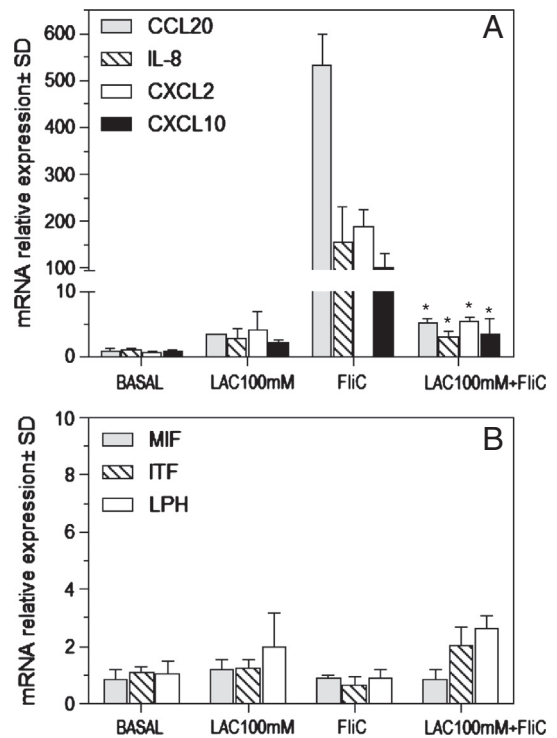 A
CCL20
IL-8
CXCL2
CXCL10
mRNA relative expression± SD
600
500
400
300
200
100
10
0
* * * *
BASAL LAC100mM FliC LAC100mM+FliC
B
MIF
ITF
LPH
mRNA relative expression± SD
10
8
6
4
2
0
BASAL LAC100mM FliC LAC100mM+FliC